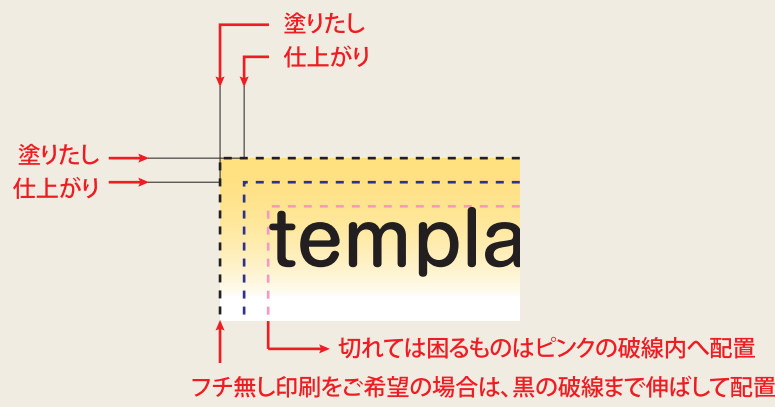 塗りたし
仕上がり
塗りたし
仕上がり
templa
切れては困るものはピンクの破線内へ配置
フチ無し印刷をご希望の場合は、黒の破線まで伸ばして配置